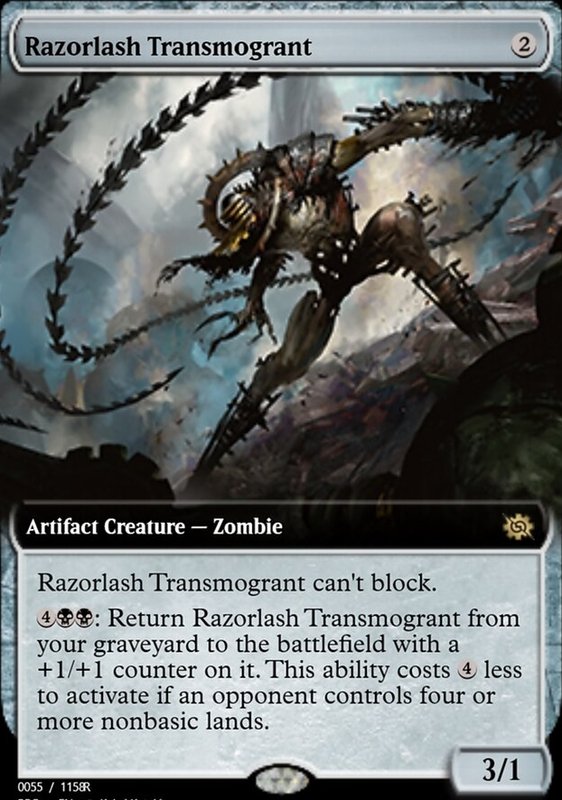 Razorlash Transmogrant 2
Artifact Creature — Zombie
Razorlash Transmogrant can't block.
4: Return Razorlash Transmogrant from
your graveyard to the battlefield with a
+1/+1 counter on it. This ability costs 4 less
to activate if an opponent controls four or
more nonbasic lands.
3/1
0055 / 1158R